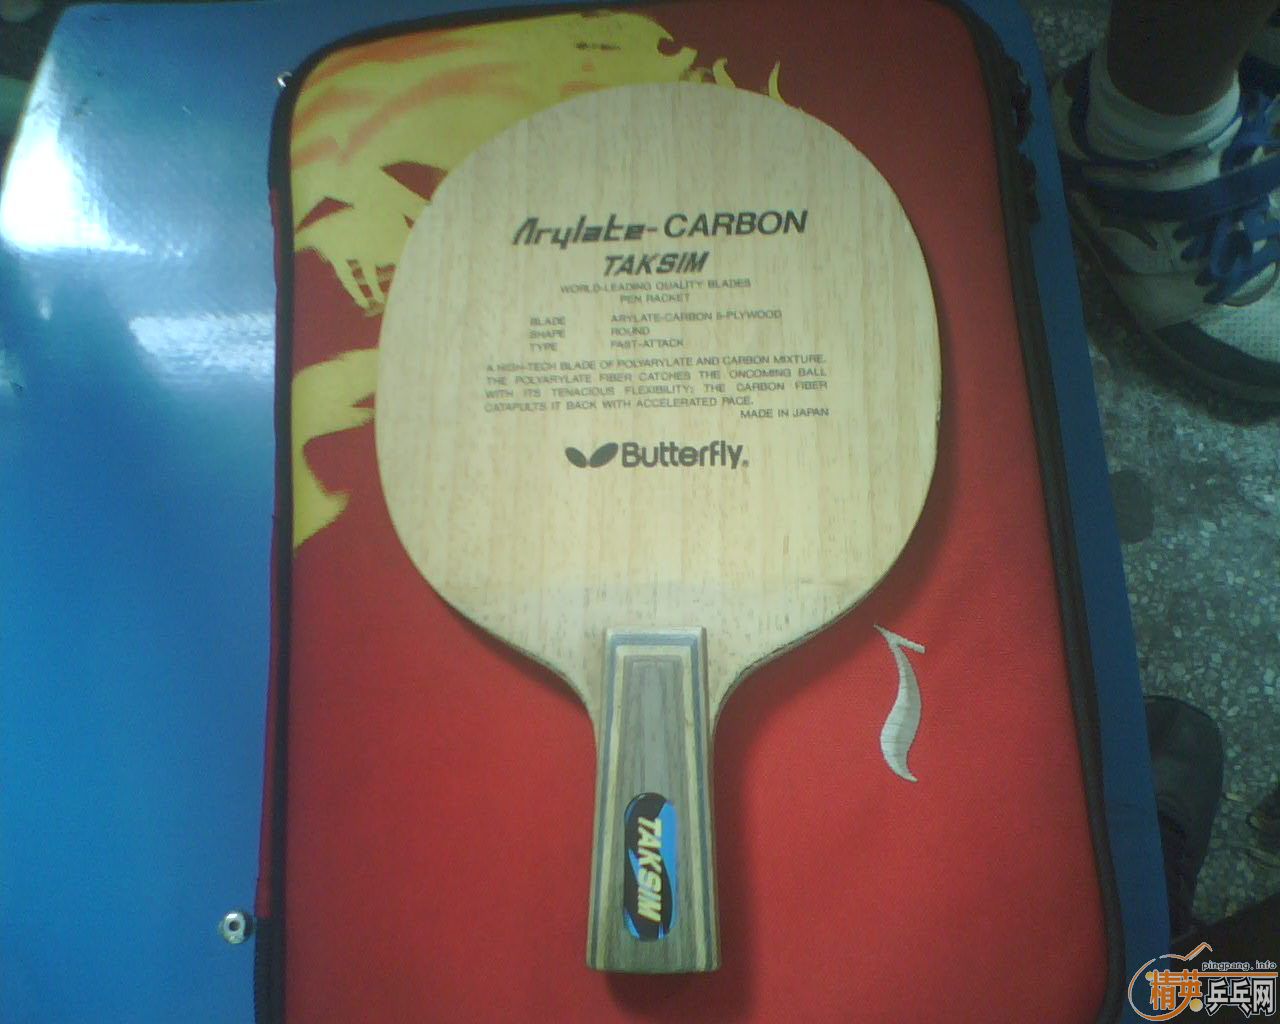 Arylate-CARBON
TAKSIM
WORLD-LEADING QUALITY BLADES
PEN RACKET
BLADE ARYLATE-CARBON 5-PLYWOOD
SHAPE ROUND
TYPE FAST-ATTACK
A HIGH-TECH BLADE OF POLYARYLATE AND CARBON MIXTURE.
THE POLYARYLATE FIBER CATCHES THE ONCOMING BALL
WITH ITS TENACIOUS FLEXIBILITY; THE CARBON FIBER
CATAPULTS IT BACK WITH ACCELERATED PACE.
MADE IN JAPAN
Butterfly®
TAKSIM
pingpang.info
精英乒乓网